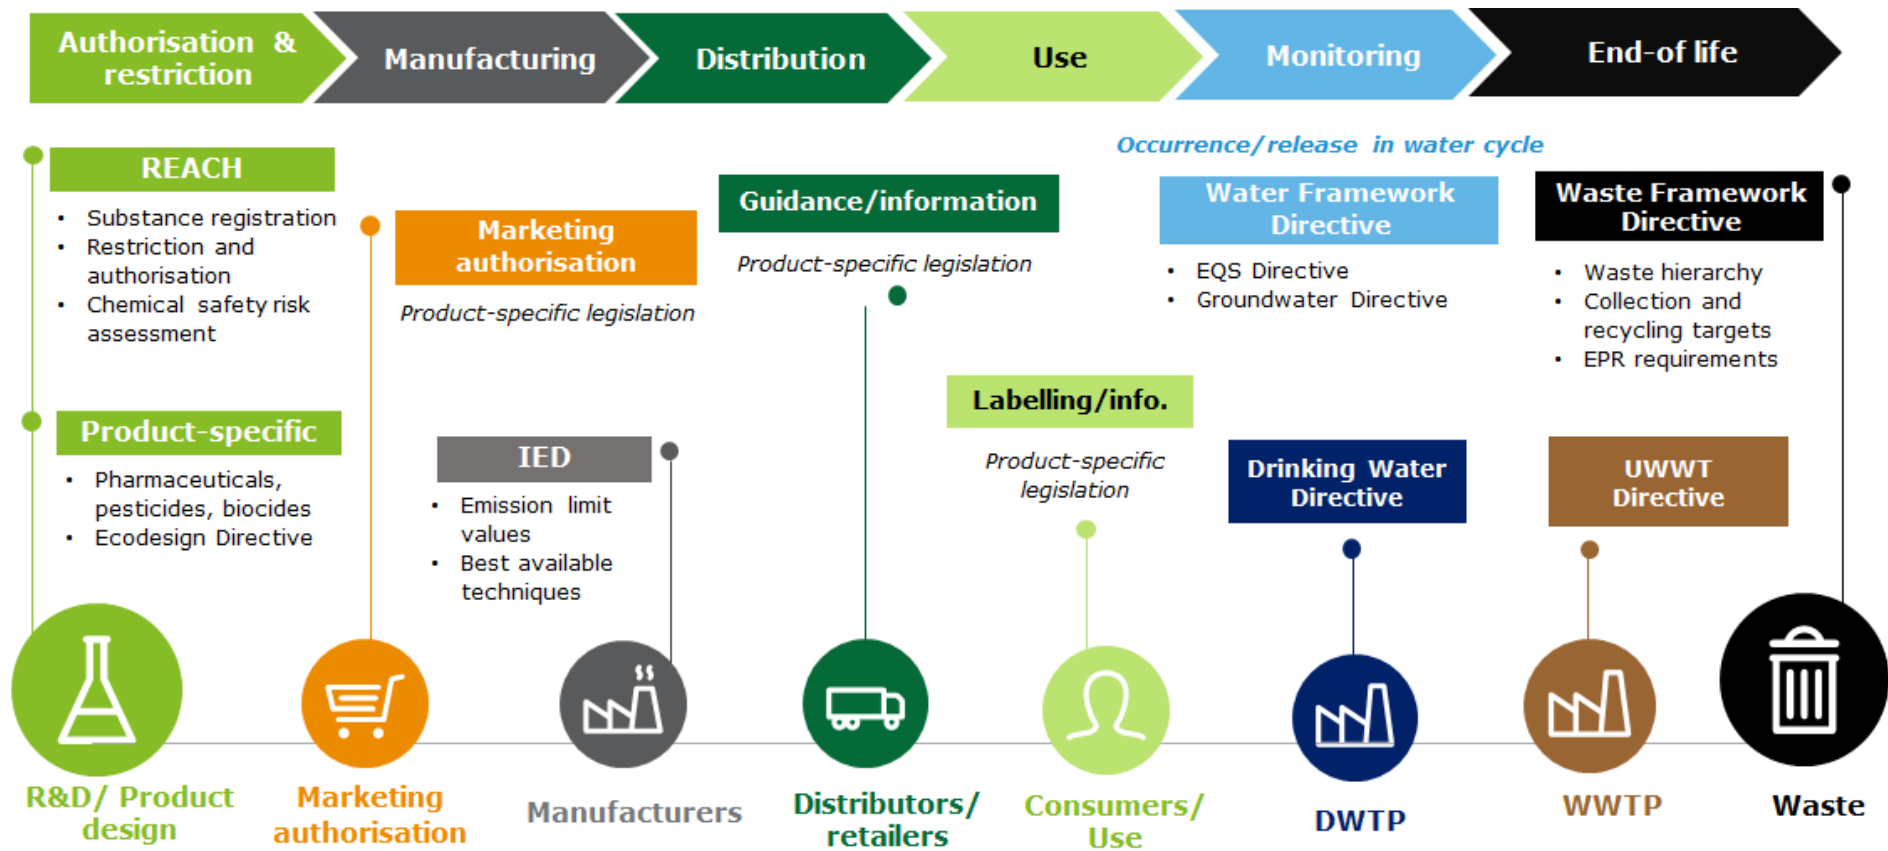 Authorisation &
restriction
Manufacturing
Distribution
Use
Monitoring
End-of life
REACH
• Substance registration
• Restriction and
authorisation
• Chemical safety risk
assessment
Product-specific
• Pharmaceuticals,
pesticides, biocides
• Ecodesign Directive
Marketing
authorisation
Product-specific legislation
IED
• Emission limit
values
• Best available
techniques
Guidance/information
Product-specific legislation
Labelling/info.
Product-specific
legislation
Occurrence/release in water cycle
Water Framework
Directive
• EQS Directive
• Groundwater Directive
Drinking Water
Directive
Waste Framework
Directive
• Waste hierarchy
• Collection and
recycling targets
• EPR requirements
UWWT
Directive
R&D/ Product
design
Marketing
authorisation
Manufacturers
Distributors/
retailers
Consumers/
Use
DWTP
WWTP
Waste